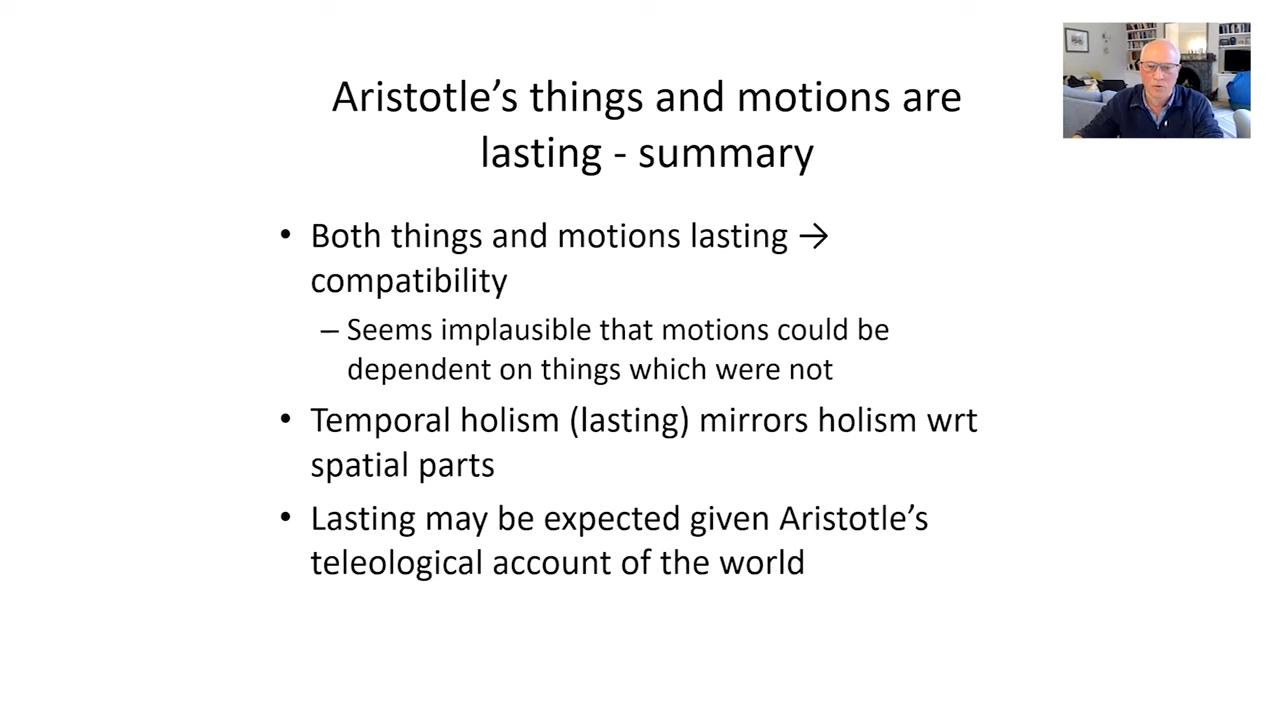 Aristotle’s things and motions are
lasting - summary
• Both things and motions lasting →
compatibility
– Seems implausible that motions could be
dependent on things which were not
• Temporal holism (lasting) mirrors holism wrt
spatial parts
• Lasting may be expected given Aristotle’s
teleological account of the world